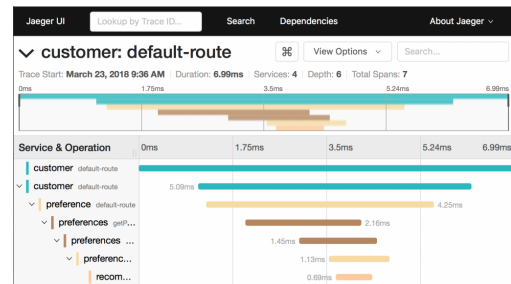 Jaeger UI Lookup by Trace ID... Search Dependencies About Jaeger
customer: default-route ⌘ View Options Search...
Trace Start: March 23, 2018 9:36 AM Duration: 6.99ms Services: 4 Depth: 6 Total Spans: 7
0ms 1.75ms 3.5ms 5.24ms 6.99ms
Service & Operation 0ms 1.75ms 3.5ms 5.24ms 6.99ms
customer default-route
customer default-route 5.09ms
preference default-route 4.25ms
preferences getP... 2.16ms
preferences ... 1.45ms
preferenc... 1.13ms
recom... 0.69ms